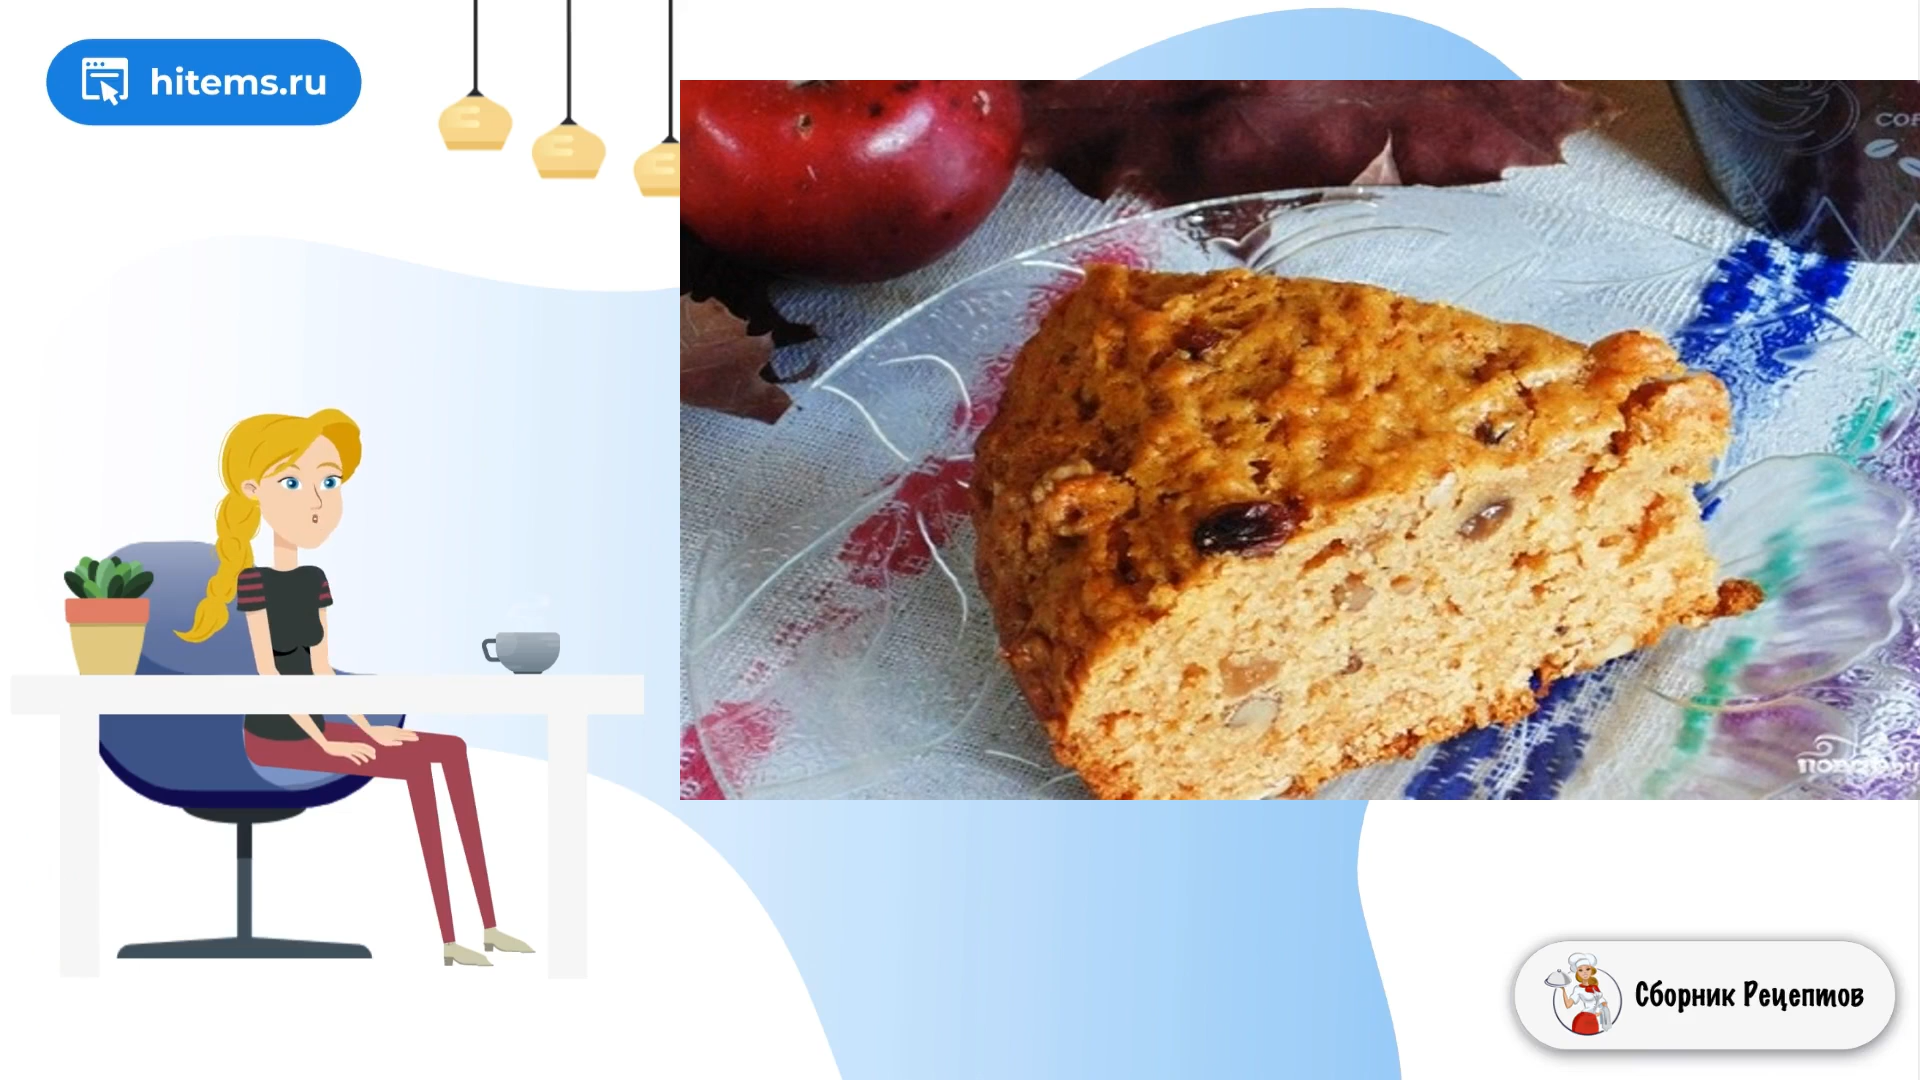 hitems.ru
Сборник Рецептов